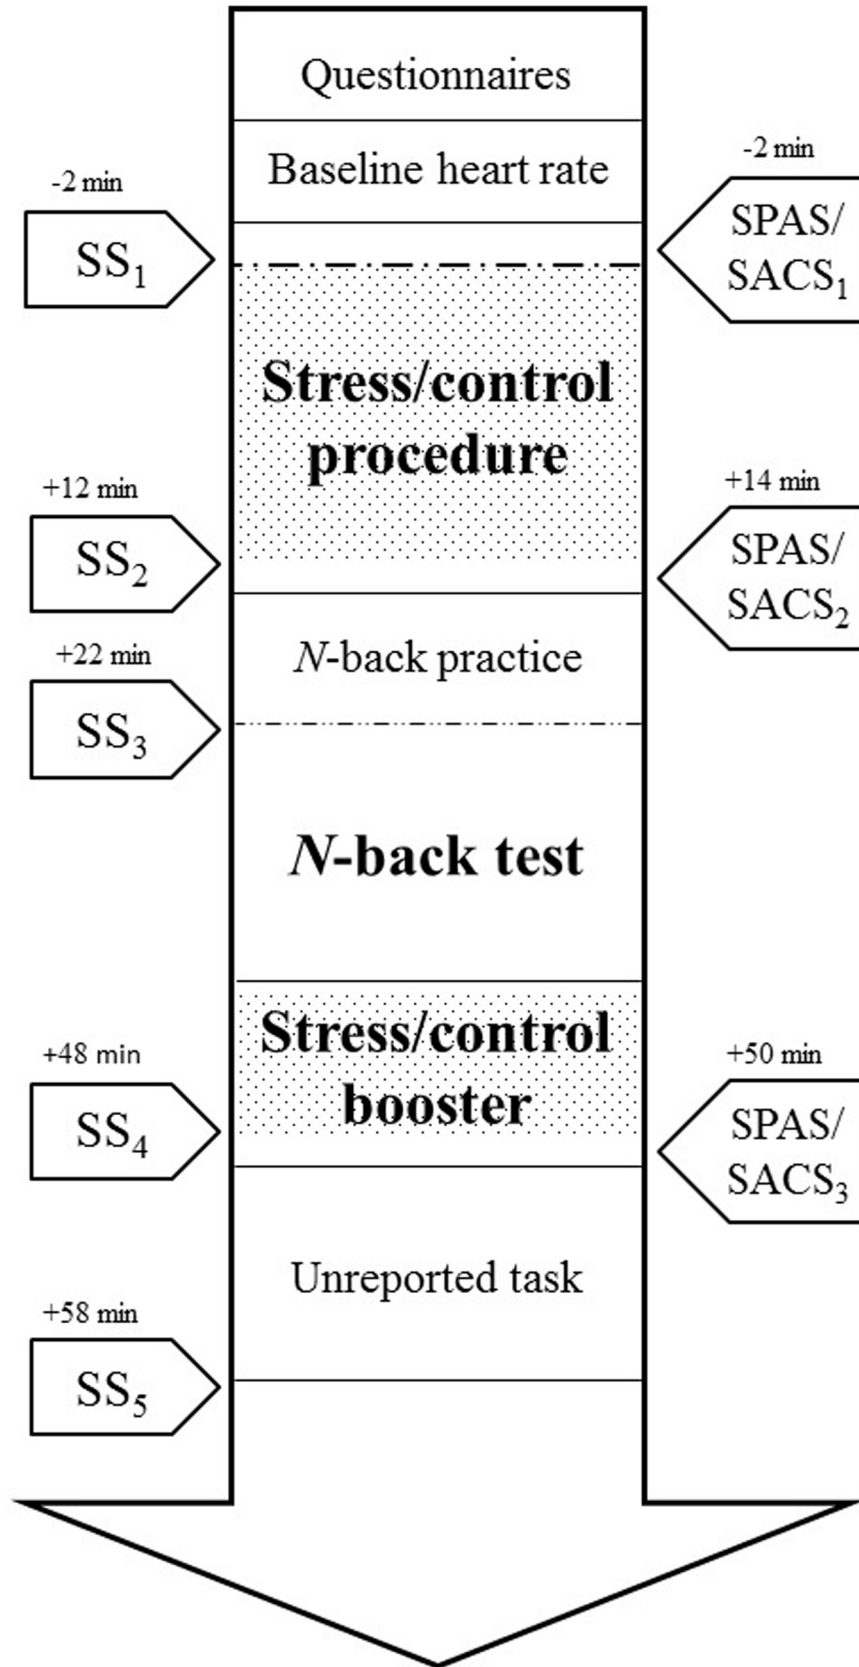 Questionnaires
Baseline heart rate
-2 min
SS1
-2 min
SPAS/
SACS1
Stress/control
procedure
+12 min
SS2
+14 min
SPAS/
SACS2
N-back practice
+22 min
SS3
N-back test
Stress/control
booster
+48 min
SS4
+50 min
SPAS/
SACS3
Unreported task
+58 min
SS5